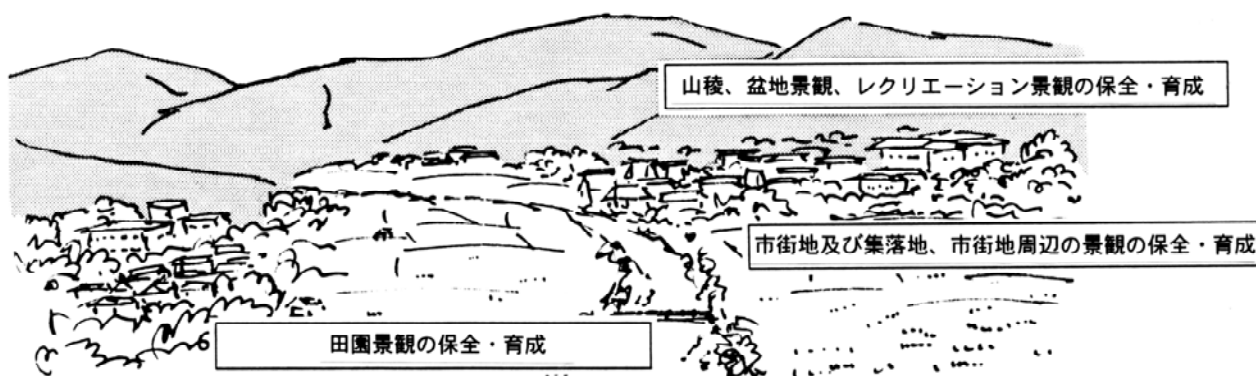 山稜、盆地景観、レクリエーション景観の保全・育成
市街地及び集落地、市街地周辺の景観の保全・育成
田園景観の保全・育成